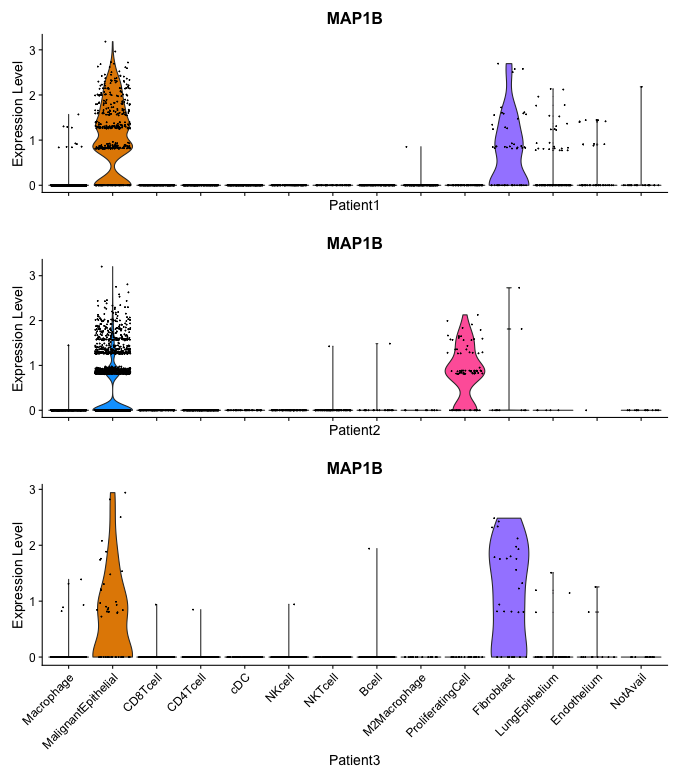 MAP1B
Expression Level
3
2
1
0
Patient1
MAP1B
Expression Level
3
2
1
0
Patient2
MAP1B
Expression Level
3
2
1
0
Macrophage
MalignantEpithelial
CD8Tcell
CD4Tcell
cDC
NKcell
NKTcell
Bcell
M2Macrophage
ProliferatingCell
Fibroblast
LungEpithelium
Endothelium
NotAvail
Patient3